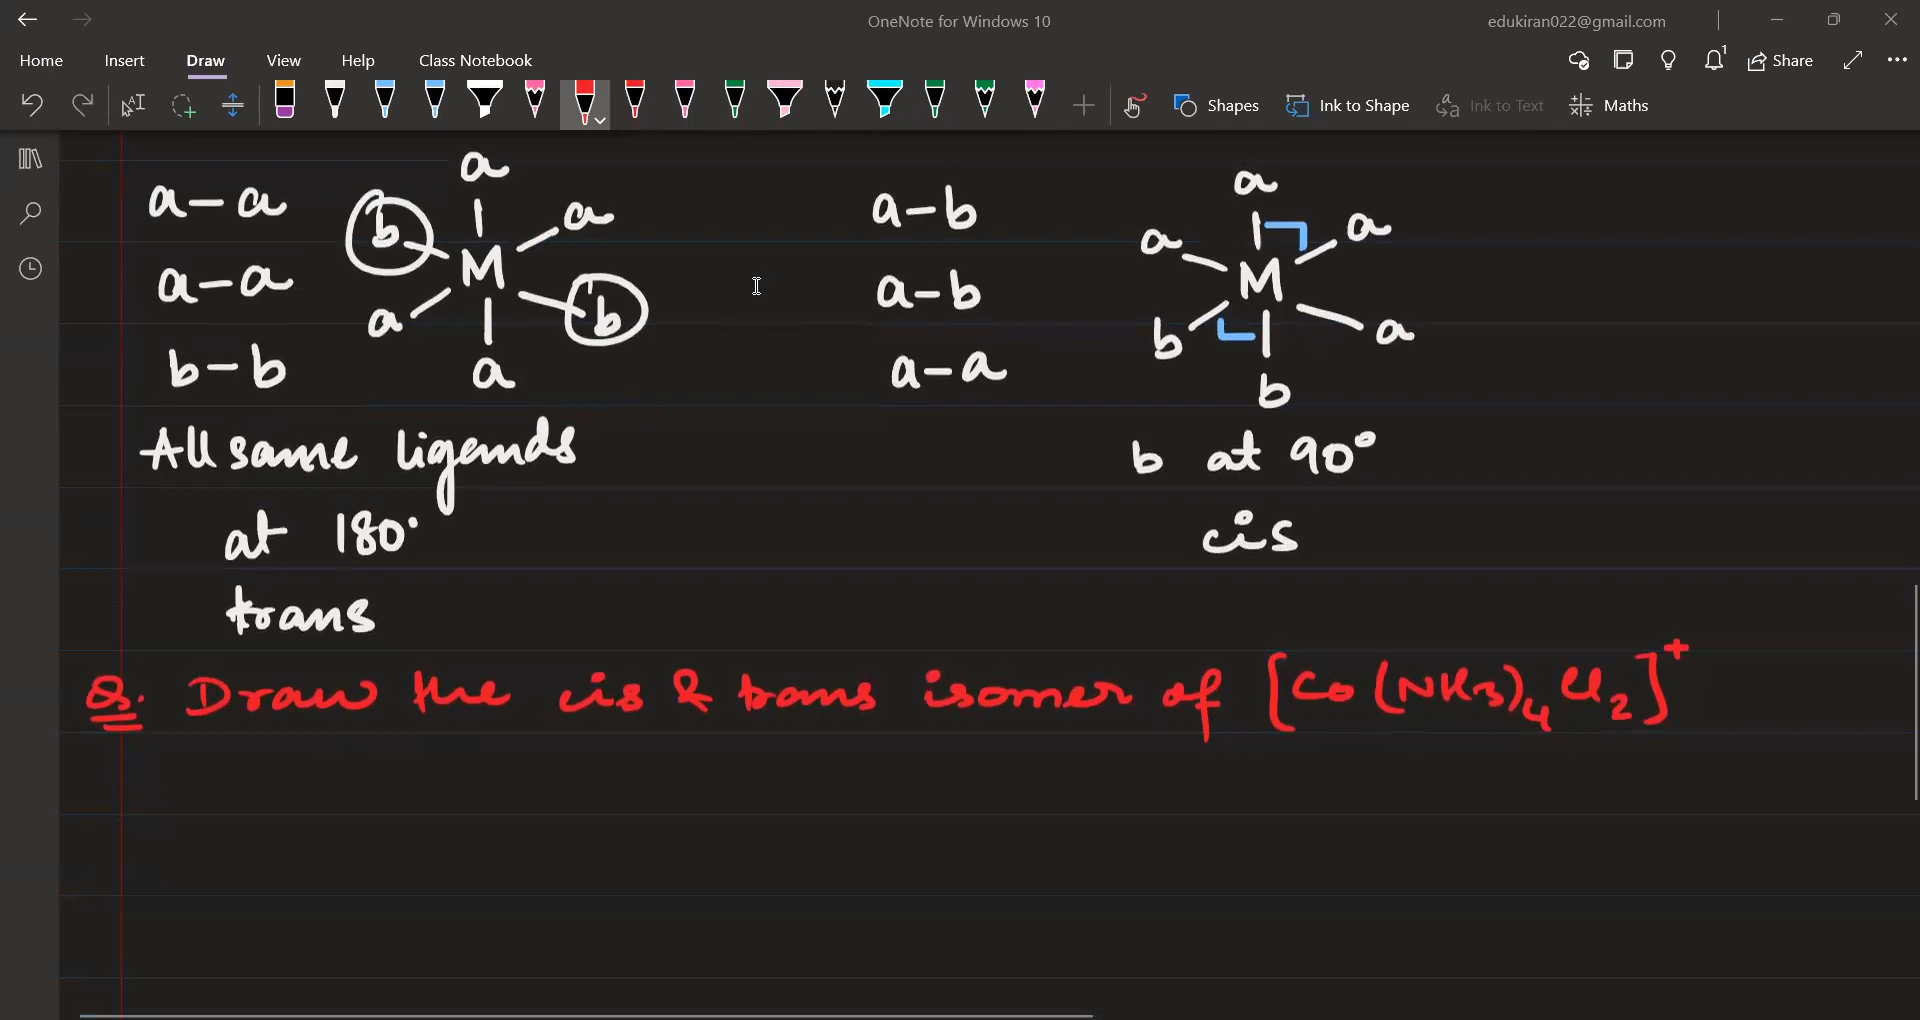 OneNote for Windows 10
edukiran022@gmail.com
Home Insert Draw View Help Class Notebook
1
Share
Shapes Ink to Shape Ink to Text Maths
a-a
a-a
b-b
a
b a
M
a b
a
All same ligands
at 180°
trans
a-b
a-b
a-a
a
a a
M
b a
b
b at 90°
cis
Q. Draw the cis & trans isomer of [Co(NH3)4Cl2]+